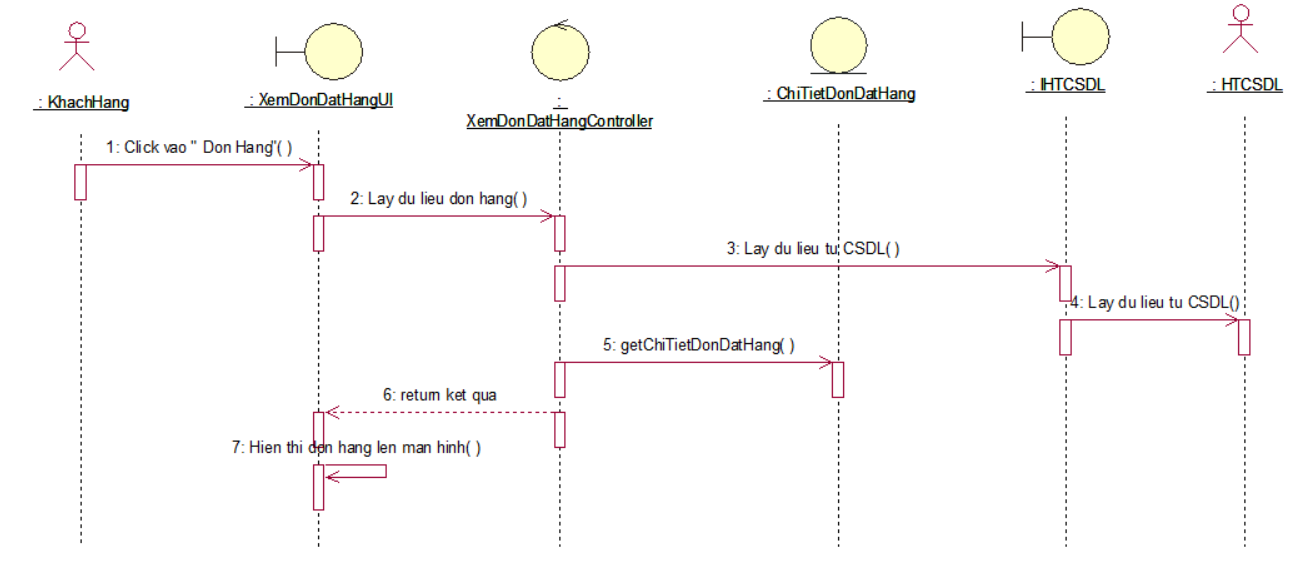 : KhachHang
: XemDonDatHangUI
:
XemDonDatHangController
: ChiTietDonDatHang
: IHTCSDL
: HTCSDL
1: Click vao " Don Hang"( )
2: Lay du lieu don hang( )
3: Lay du lieu tu CSDL( )
4: Lay du lieu tu CSDL()
5: getChiTietDonDatHang( )
6: return ket qua
7: Hien thi don hang len man hinh( )